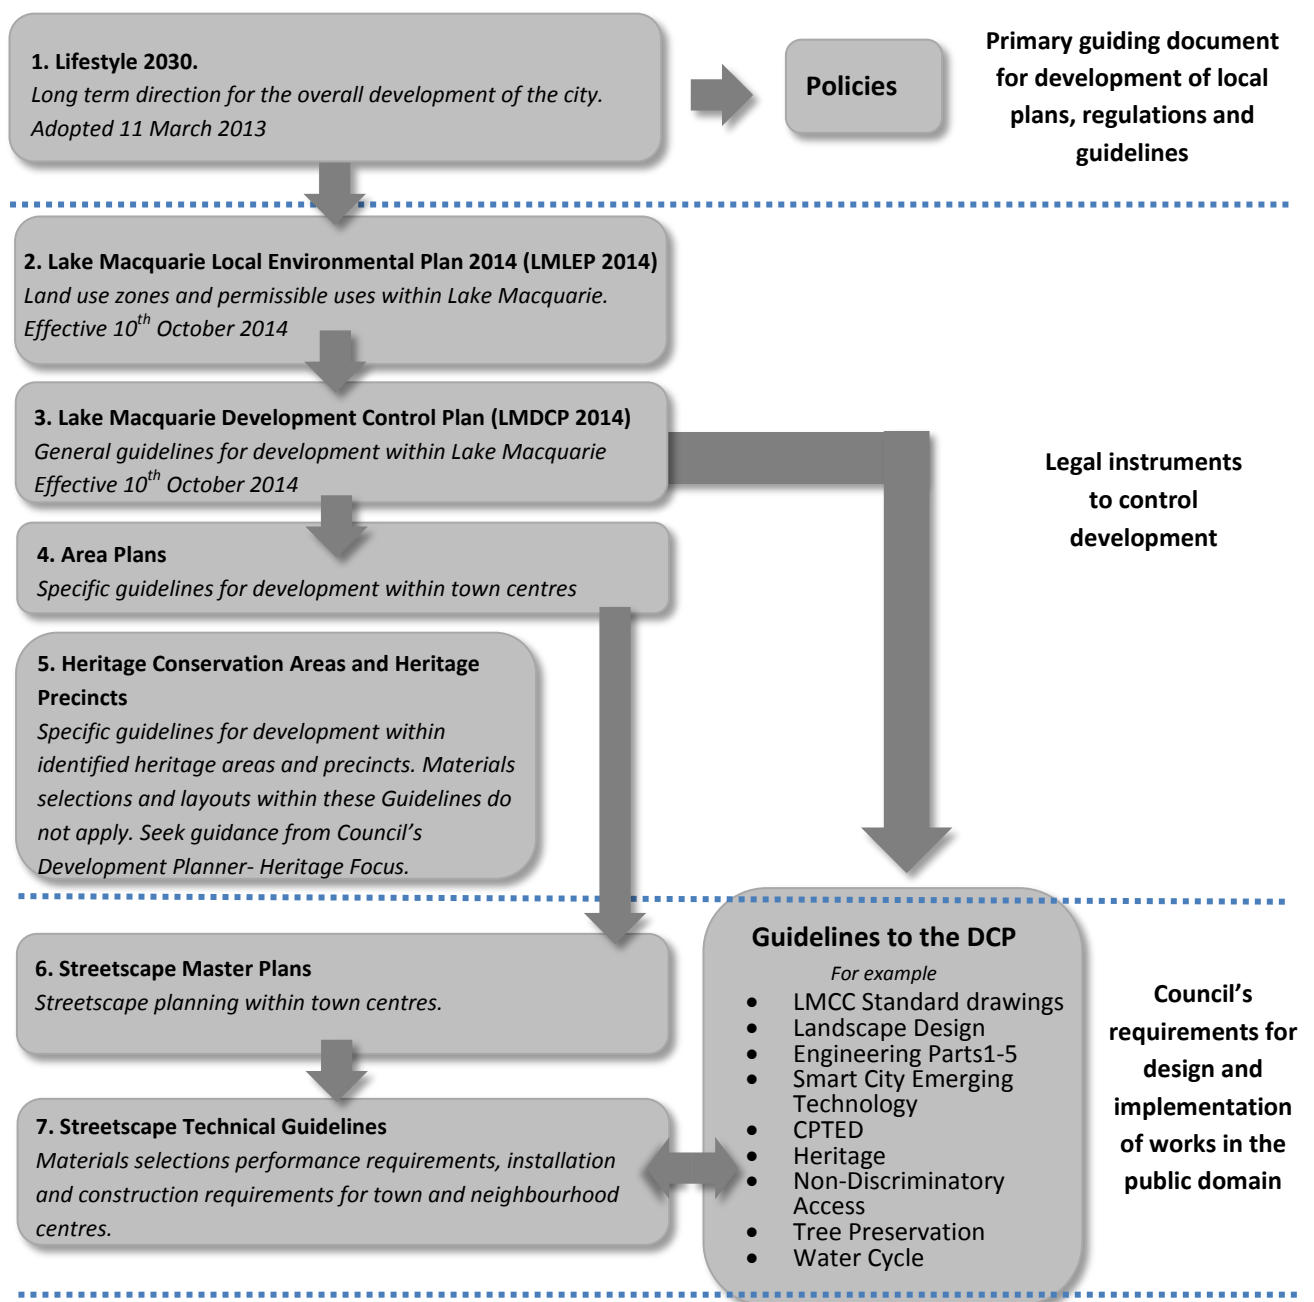 1. Lifestyle 2030.
Long term direction for the overall development of the city.
Adopted 11 March 2013
Policies
Primary guiding document
for development of local
plans, regulations and
guidelines
2. Lake Macquarie Local Environmental Plan 2014 (LMLEP 2014)
Land use zones and permissible uses within Lake Macquarie.
Effective 10th October 2014
3. Lake Macquarie Development Control Plan (LMDCP 2014)
General guidelines for development within Lake Macquarie
Effective 10th October 2014
4. Area Plans
Specific guidelines for development within town centres
5. Heritage Conservation Areas and Heritage
Precincts
Specific guidelines for development within
identified heritage areas and precincts. Materials
selections and layouts within these Guidelines do
not apply. Seek guidance from Council's
Development Planner- Heritage Focus.
Legal instruments
to control
development
6. Streetscape Master Plans
Streetscape planning within town centres.
7. Streetscape Technical Guidelines
Materials selections performance requirements, installation
and construction requirements for town and neighbourhood
centres.
Guidelines to the DCP
For example
• LMCC Standard drawings
• Landscape Design
• Engineering Parts1-5
• Smart City Emerging
Technology
• CPTED
• Heritage
• Non-Discriminatory
Access
• Tree Preservation
• Water Cycle
Council's
requirements for
design and
implementation
of works in the
public domain